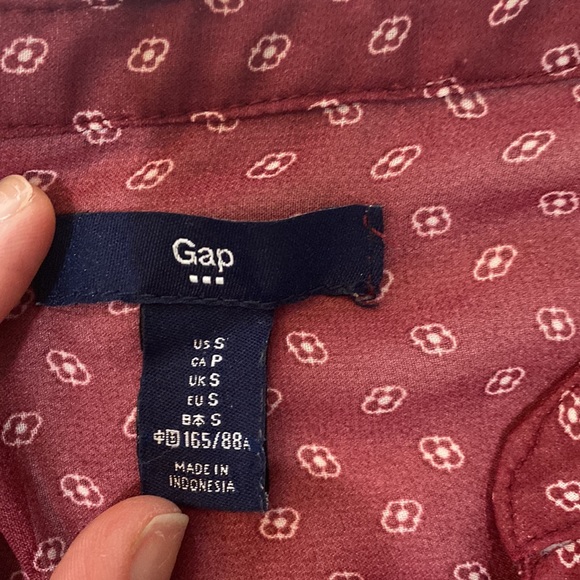 Gap
US S
CA P
UK S
EU S
日本 S
中国 165/88A
MADE IN
INDONESIA